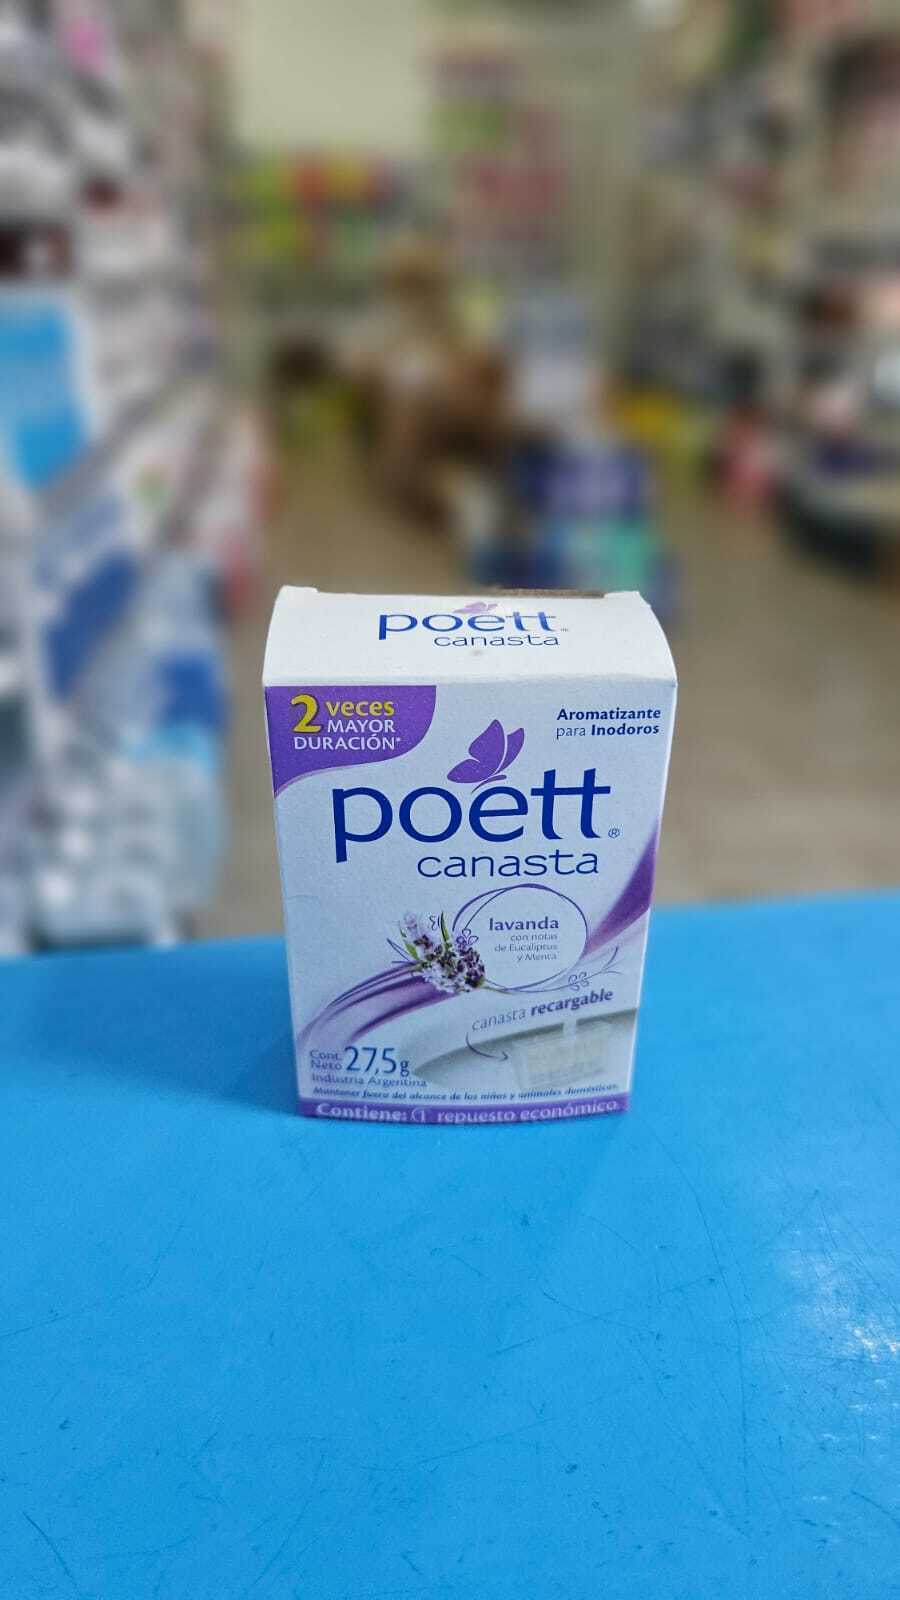 poett®
canasta
2 veces
MAYOR
DURACIÓN*
Aromatizante
para Inodoros
poett®
canasta
lavanda
con notas
de Eucaliptus
y Menta
canasta recargable
Cont.
Neto 27,5g
Industria Argentina
Mantener fuera del alcance de los niños y animales domésticos.
Contiene: 1 repuesto económico